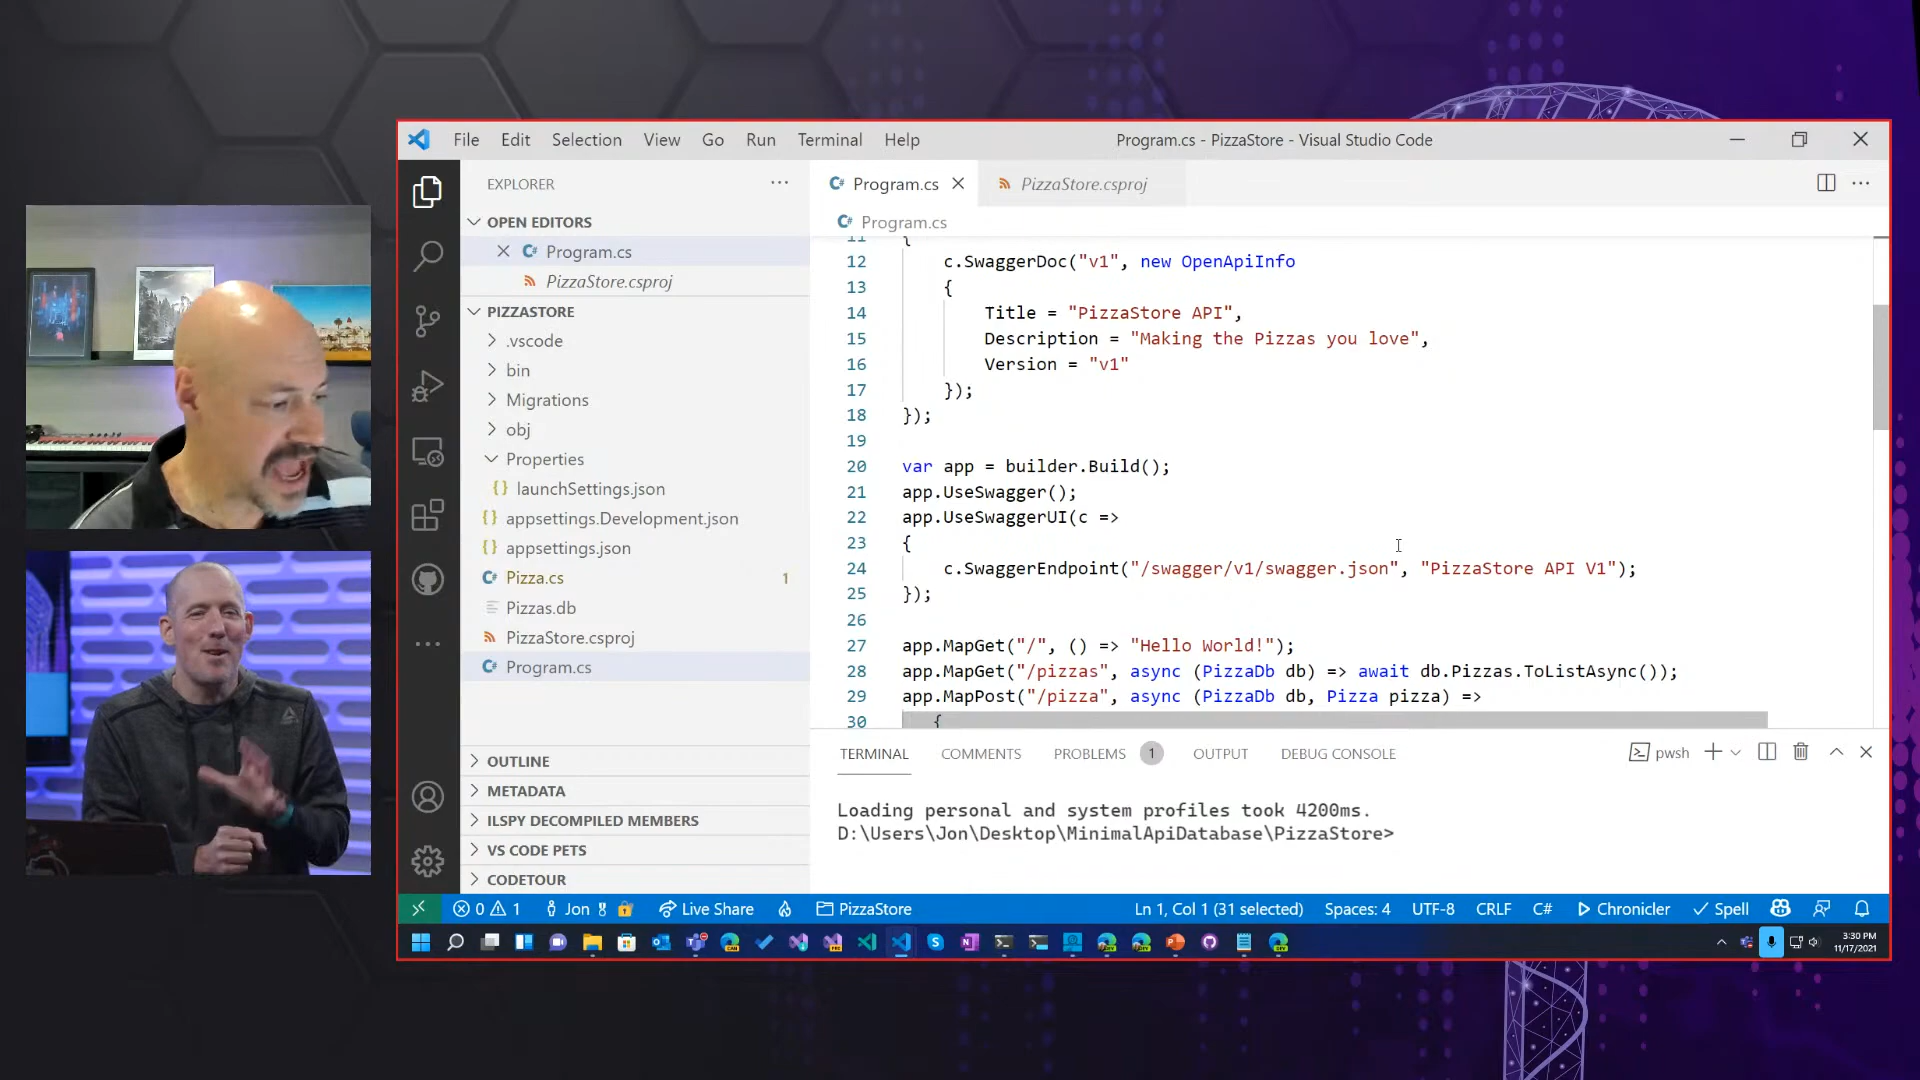 File Edit Selection View Go Run Terminal Help
Program.cs - PizzaStore - Visual Studio Code
EXPLORER
OPEN EDITORS
Program.cs
PizzaStore.csproj
PIZZASTORE
.vscode
bin
Migrations
obj
Properties
{} launchSettings.json
{} appsettings.Development.json
{} appsettings.json
Pizza.cs 1
Pizzas.db
PizzaStore.csproj
Program.cs
OUTLINE
METADATA
ILSPY DECOMPILED MEMBERS
VS CODE PETS
CODETOUR
Program.cs
PizzaStore.csproj
Program.cs
11 {
12 c.SwaggerDoc("v1", new OpenApiInfo
13 {
14 Title = "PizzaStore API",
15 Description = "Making the Pizzas you love",
16 Version = "v1"
17 });
18 });
19
20 var app = builder.Build();
21 app.UseSwagger();
22 app.UseSwaggerUI(c =>
23 {
24 c.SwaggerEndpoint("/swagger/v1/swagger.json", "PizzaStore API V1");
25 });
26
27 app.MapGet("/", () => "Hello World!");
28 app.MapGet("/pizzas", async (PizzaDb db) => await db.Pizzas.ToListAsync());
29 app.MapPost("/pizza", async (PizzaDb db, Pizza pizza) =>
30 {
TERMINAL COMMENTS PROBLEMS 1 OUTPUT DEBUG CONSOLE
pwsh
Loading personal and system profiles took 4200ms.
D:\Users\Jon\Desktop\MinimalApiDatabase\PizzaStore>
0 1 Jon Live Share PizzaStore
Ln 1, Col 1 (31 selected) Spaces: 4 UTF-8 CRLF C# Chronicler Spell
3:30 PM
11/17/2021